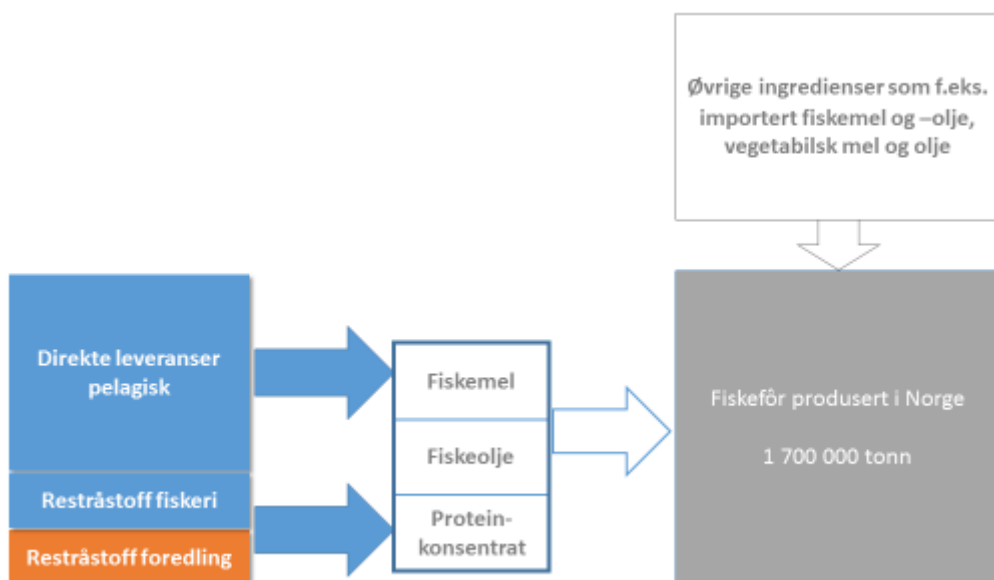 Øvrige ingredienser som f.eks.
importert fiskemel og –olje,
vegetabilsk mel og olje
Direkte leveranser
pelagisk
Restråstoff fiskeri
Restråstoff foredling
Fiskemel
Fiskeolje
Protein-
konsentrat
Fiskefôr produsert i Norge
1 700 000 tonn